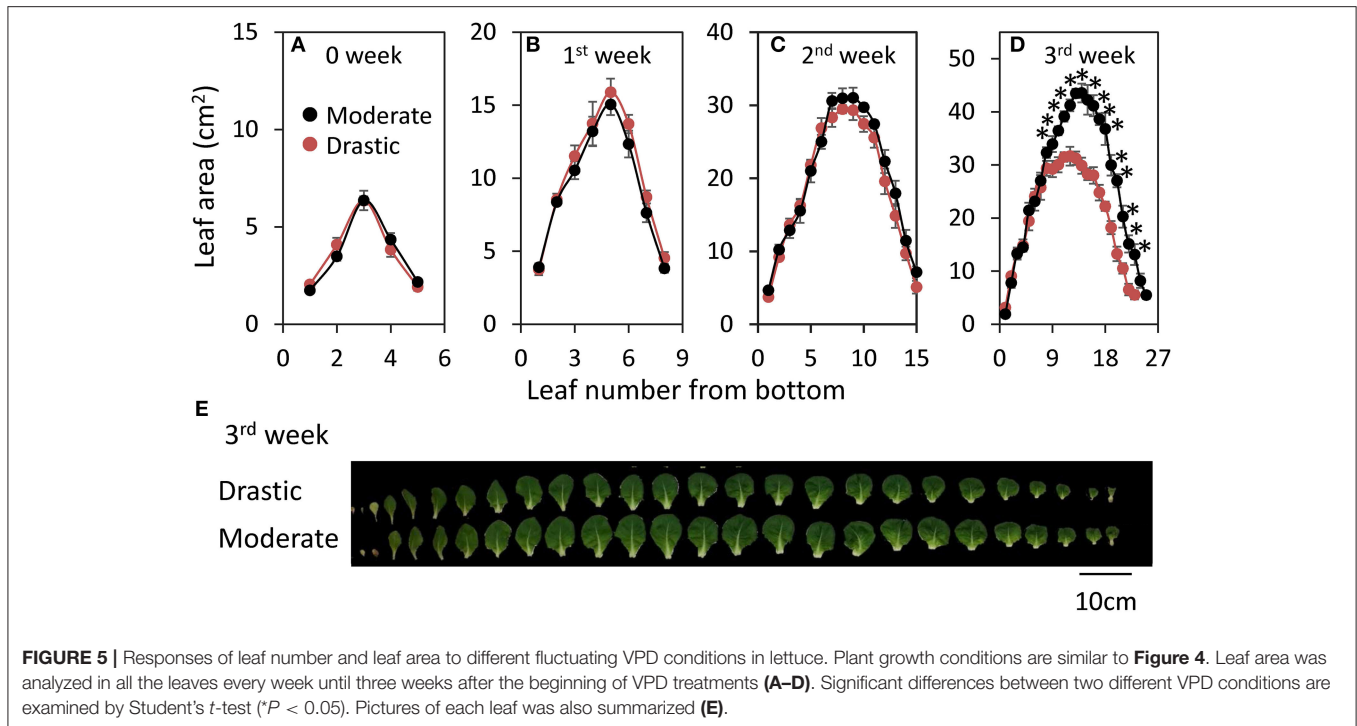 Leaf area (cm²)
A
0 week
15
10
5
0
0 2 4 6
Moderate
Drastic
B
1st week
20
15
10
5
0
0 3 6 9
C
2nd week
40
30
20
10
0
0 5 10 15
D
3rd week
50
40
30
20
10
0
0 9 18 27
* * * * * * * * * * * * * * * *
Leaf number from bottom
E
3rd week
Drastic
Moderate
10cm
FIGURE 5 | Responses of leaf number and leaf area to different fluctuating VPD conditions in lettuce. Plant growth conditions are similar to Figure 4. Leaf area was
analyzed in all the leaves every week until three weeks after the beginning of VPD treatments (A–D). Significant differences between two different VPD conditions are
examined by Student's t-test (*P < 0.05). Pictures of each leaf was also summarized (E).